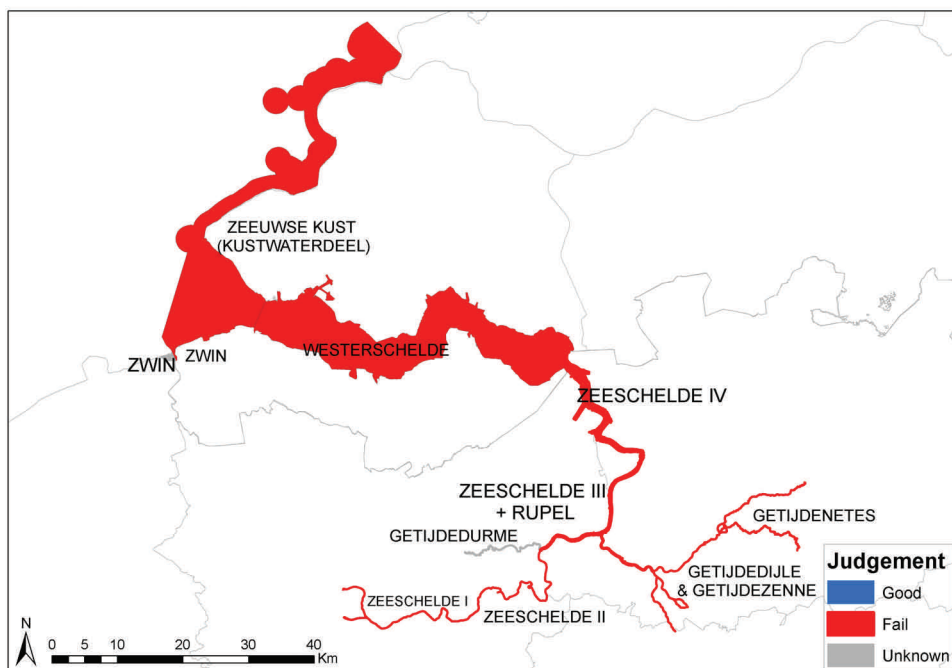 ZEEUWSE KUST
(KUSTWATERDEEL)
ZWIN
ZWIN
WESTERSCHELDE
ZEESCHELDE IV
ZEESCHELDE III
+ RUPEL
GETIJDEDURME
GETIJDENETES
GETIJDEDIJLE
& GETIJDEZENNE
ZEESCHELDE I
ZEESCHELDE II
Judgement
Good
Fail
Unknown
N
0 5 10 20 30 40
Km